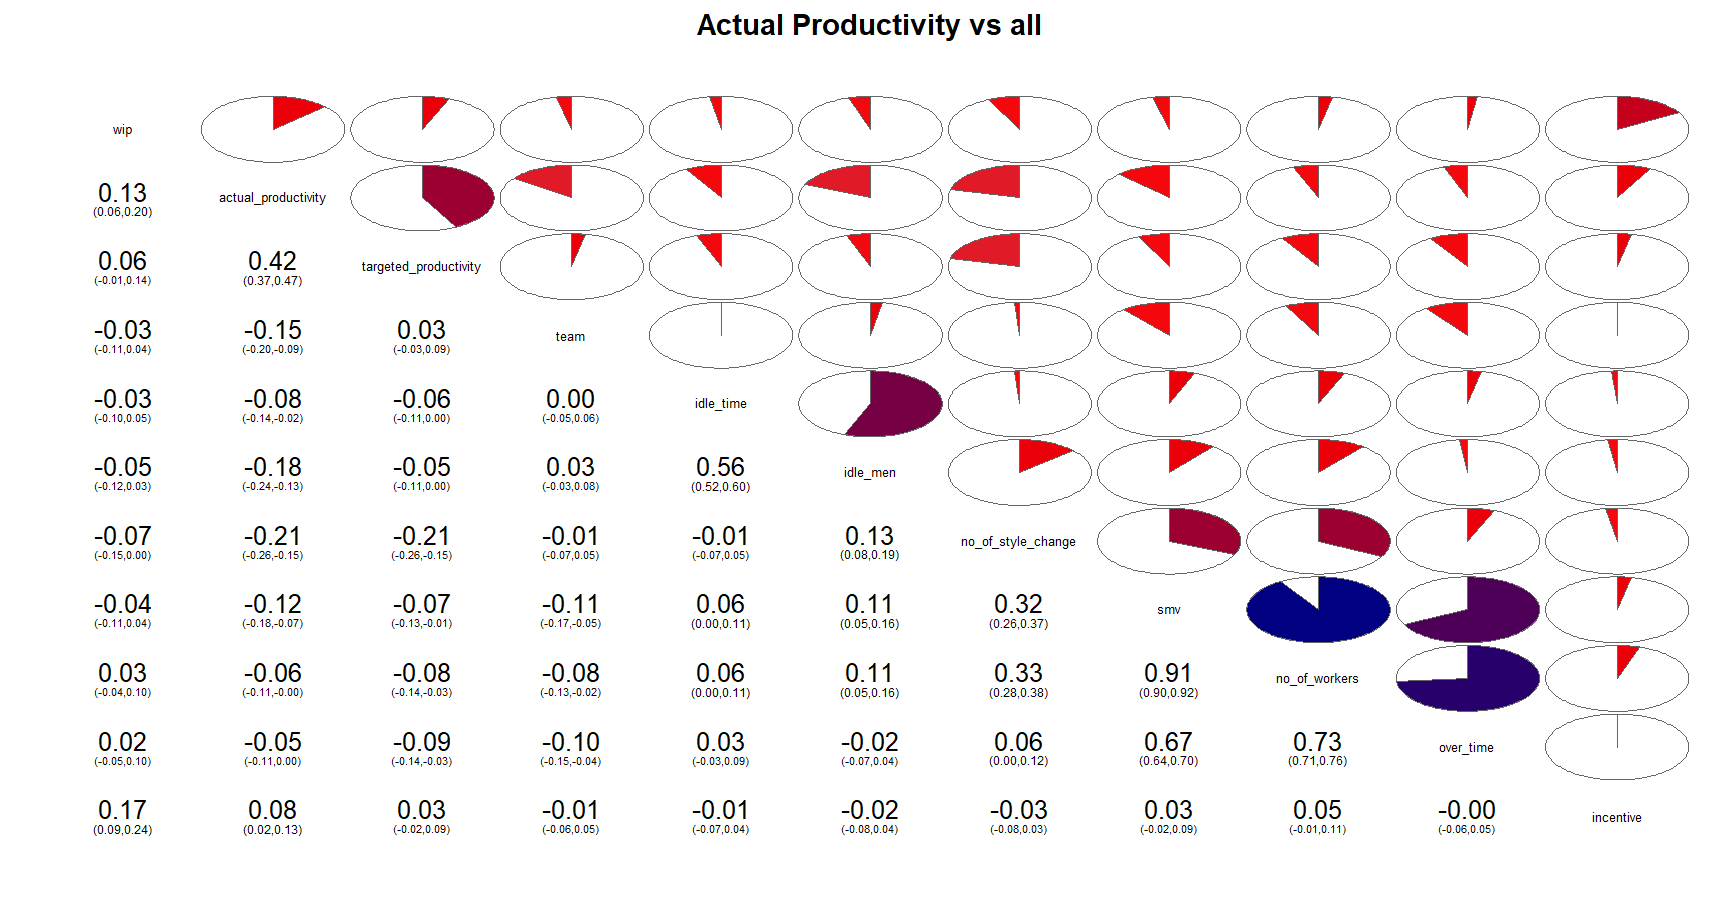 Actual Productivity vs all
wip
0.13 actual_productivity
(0.06,0.20)
0.06 0.42 targeted_productivity
(-0.01,0.14) (0.37,0.47)
-0.03 -0.15 0.03 team
(-0.11,0.04) (-0.20,-0.09) (-0.03,0.09)
-0.03 -0.08 -0.06 0.00 idle_time
(-0.10,0.05) (-0.14,-0.02) (-0.11,0.00) (-0.05,0.06)
-0.05 -0.18 -0.05 0.03 0.56 idle_men
(-0.12,0.03) (-0.24,-0.13) (-0.11,0.00) (-0.03,0.08) (0.52,0.60)
-0.07 -0.21 -0.21 -0.01 -0.01 0.13 no_of_style_change
(-0.15,0.00) (-0.26,-0.15) (-0.26,-0.15) (-0.07,0.05) (-0.07,0.05) (0.08,0.19)
-0.04 -0.12 -0.07 -0.11 0.06 0.11 0.32 smv
(-0.11,0.04) (-0.18,-0.07) (-0.13,-0.01) (-0.17,-0.05) (0.00,0.11) (0.05,0.16) (0.26,0.37)
0.03 -0.06 -0.08 -0.08 0.06 0.11 0.33 0.91 no_of_workers
(-0.04,0.10) (-0.11,-0.00) (-0.14,-0.03) (-0.13,-0.02) (0.00,0.11) (0.05,0.16) (0.28,0.38) (0.90,0.92)
0.02 -0.05 -0.09 -0.10 0.03 -0.02 0.06 0.67 0.73 over_time
(-0.05,0.10) (-0.11,0.00) (-0.14,-0.03) (-0.15,-0.04) (-0.03,0.09) (-0.07,0.04) (0.00,0.12) (0.64,0.70) (0.71,0.76)
0.17 0.08 0.03 -0.01 -0.01 -0.02 -0.03 0.03 0.05 -0.00 incentive
(0.09,0.24) (0.02,0.13) (-0.02,0.09) (-0.06,0.05) (-0.07,0.04) (-0.08,0.04) (-0.08,0.03) (-0.02,0.09) (-0.01,0.11) (-0.06,0.05)